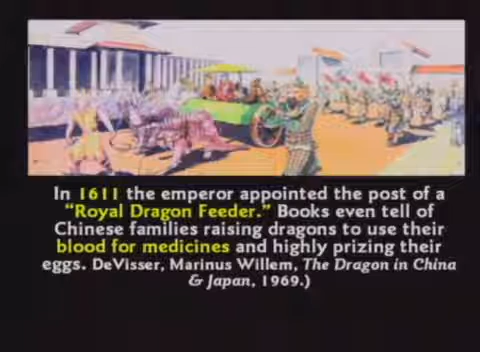 In 1611 the emperor appointed the post of a
"Royal Dragon Feeder." Books even tell of
Chinese families raising dragons to use their
blood for medicines and highly prizing their
eggs. DeVisser, Marinus Willem, The Dragon in China
& Japan, 1969.)